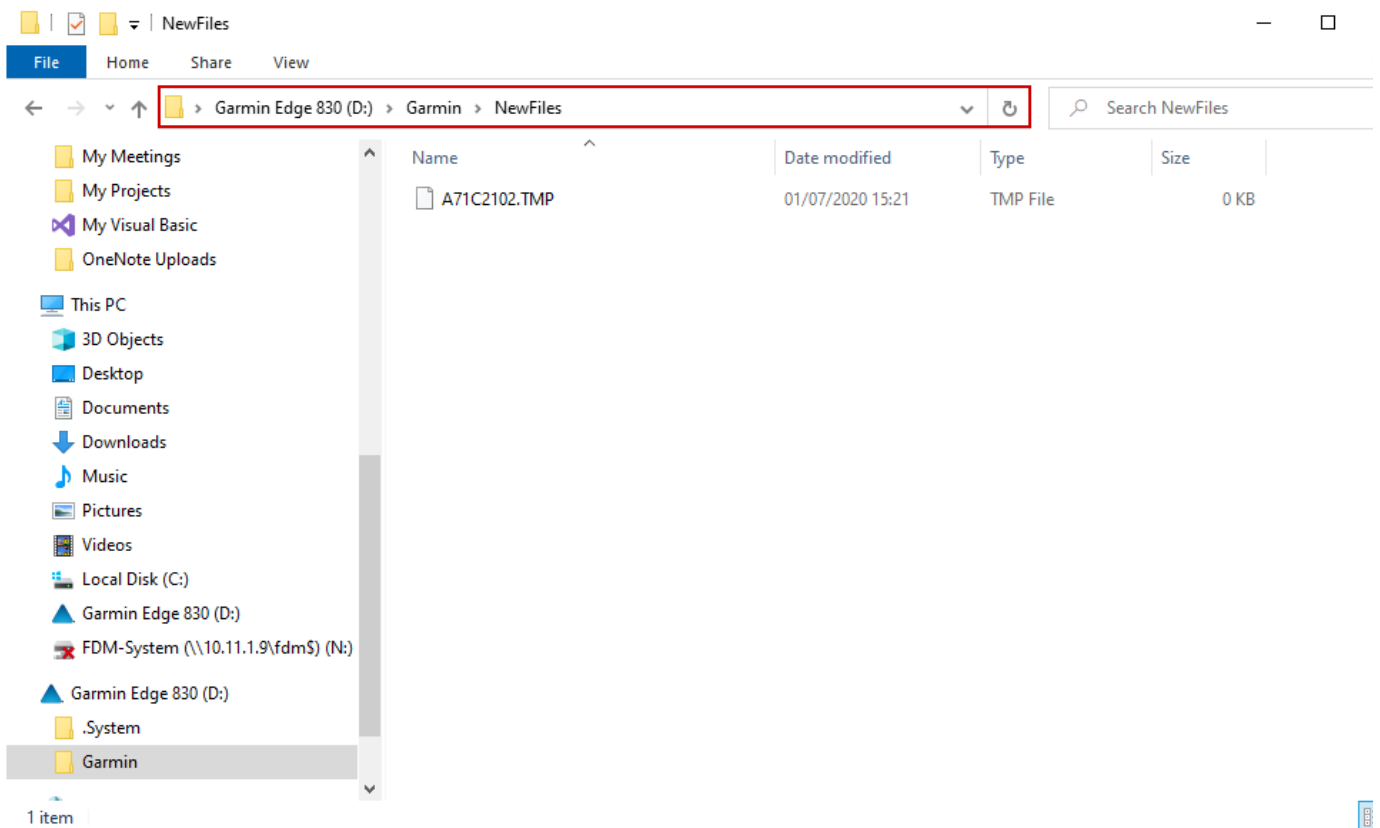 NewFiles
File Home Share View
Garmin Edge 830 (D:) > Garmin > NewFiles
Search NewFiles
Name Date modified Type Size
A71C2102.TMP 01/07/2020 15:21 TMP File 0 KB
My Meetings
My Projects
My Visual Basic
OneNote Uploads
This PC
3D Objects
Desktop
Documents
Downloads
Music
Pictures
Videos
Local Disk (C:)
Garmin Edge 830 (D:)
FDM-System (\\10.11.1.9\fdm$) (N:)
Garmin Edge 830 (D:)
.System
Garmin
1 item